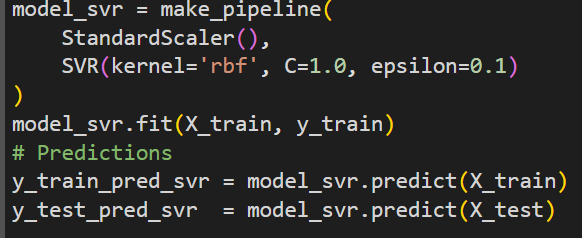 model_svr = make_pipeline(
    StandardScaler(),
    SVR(kernel='rbf', C=1.0, epsilon=0.1)
)
model_svr.fit(X_train, y_train)
# Predictions
y_train_pred_svr = model_svr.predict(X_train)
y_test_pred_svr  = model_svr.predict(X_test)